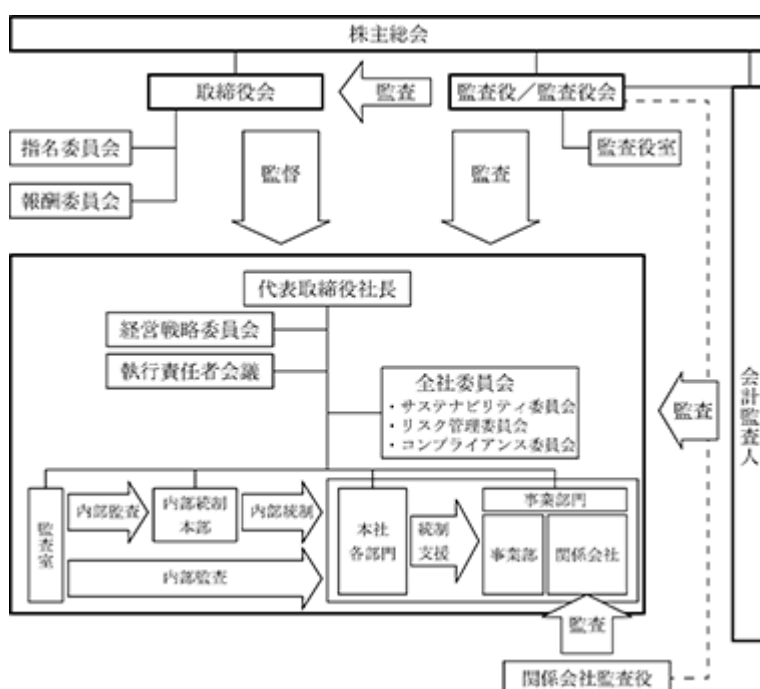 株主総会
取締役会
監査
監査役/監査役会
指名委員会
報酬委員会
監督
監査
監査役室
代表取締役社長
経営戦略委員会
執行責任者会議
全社委員会
・サステナビリティ委員会
・リスク管理委員会
・コンプライアンス委員会
監査
会計監査人
監査室
内部監査
内部統制
本部
内部統制
内部監査
本社
各部門
統制
支援
事業部門
事業部
関係会社
監査
関係会社監査役